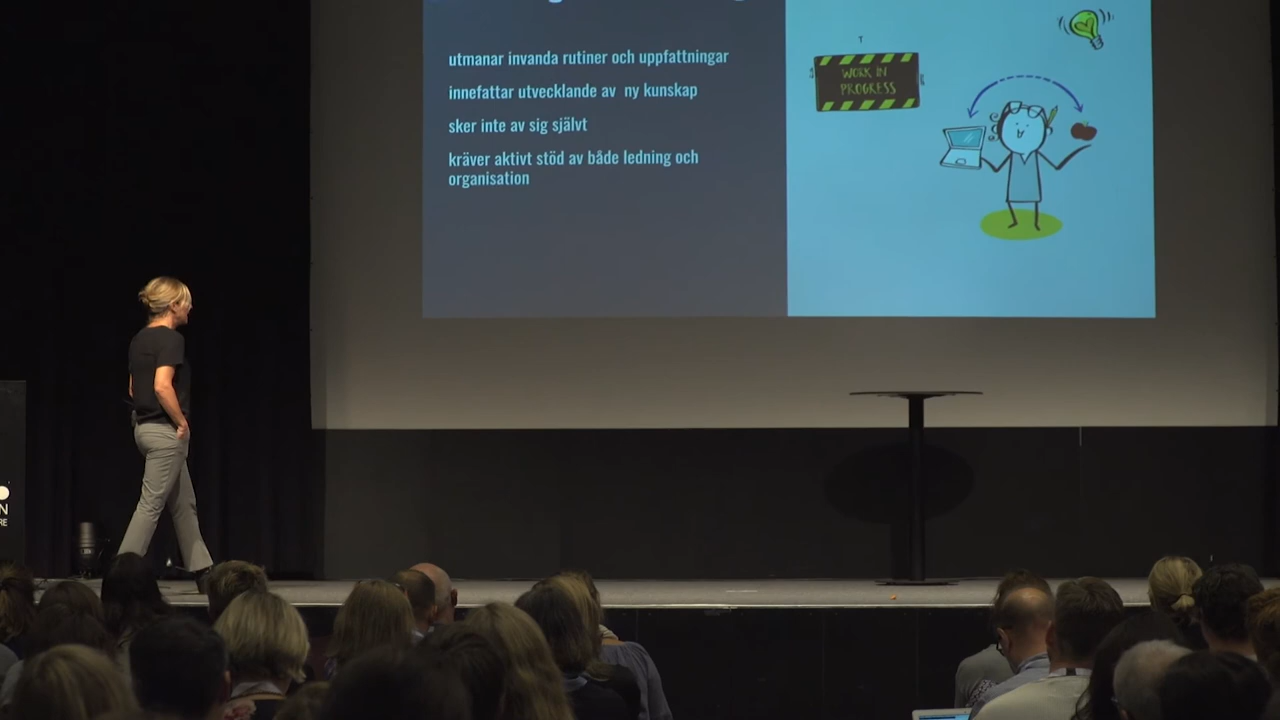 utmanar invanda rutiner och uppfattningar
innefattar utvecklande av ny kunskap
sker inte av sig självt
kräver aktivt stöd av både ledning och
organisation
WORK IN
PROGRESS
N
RE